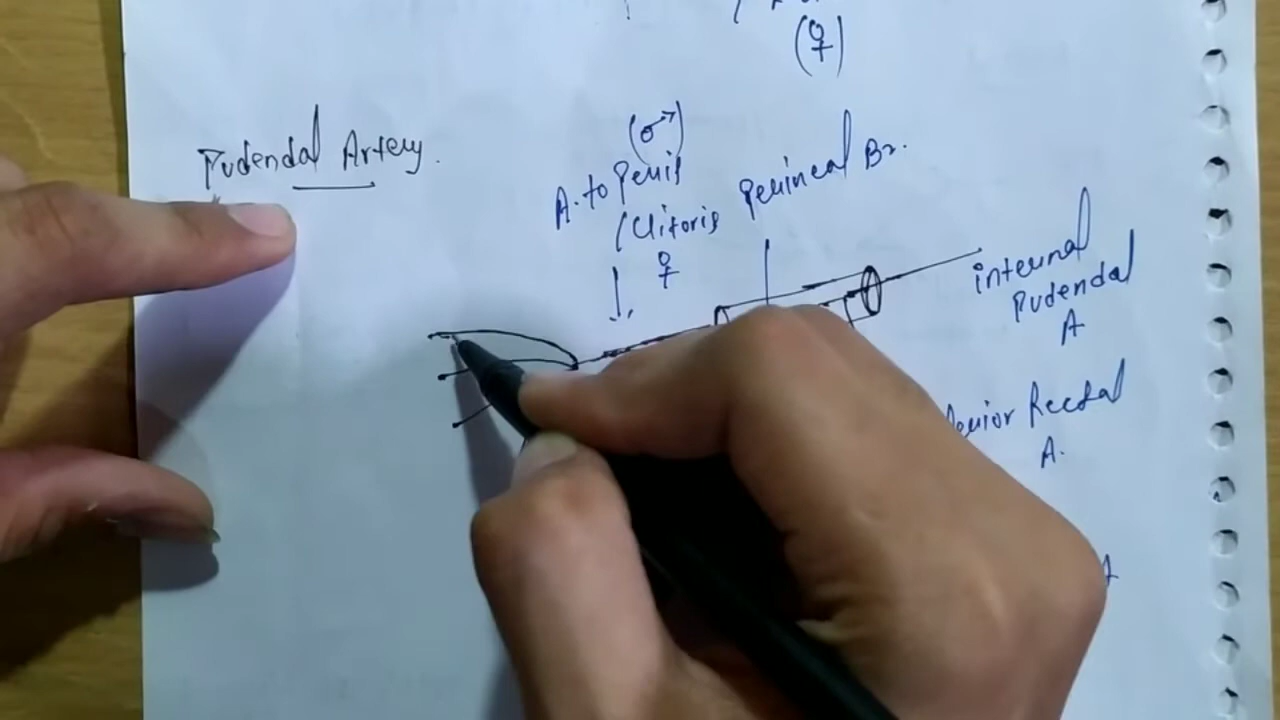 (♀)
Pudendal Artery.
(♂)
A. to Penis
/Clitoris
♀
Perineal Br.
internal
Pudendal
A
Rectal
A.